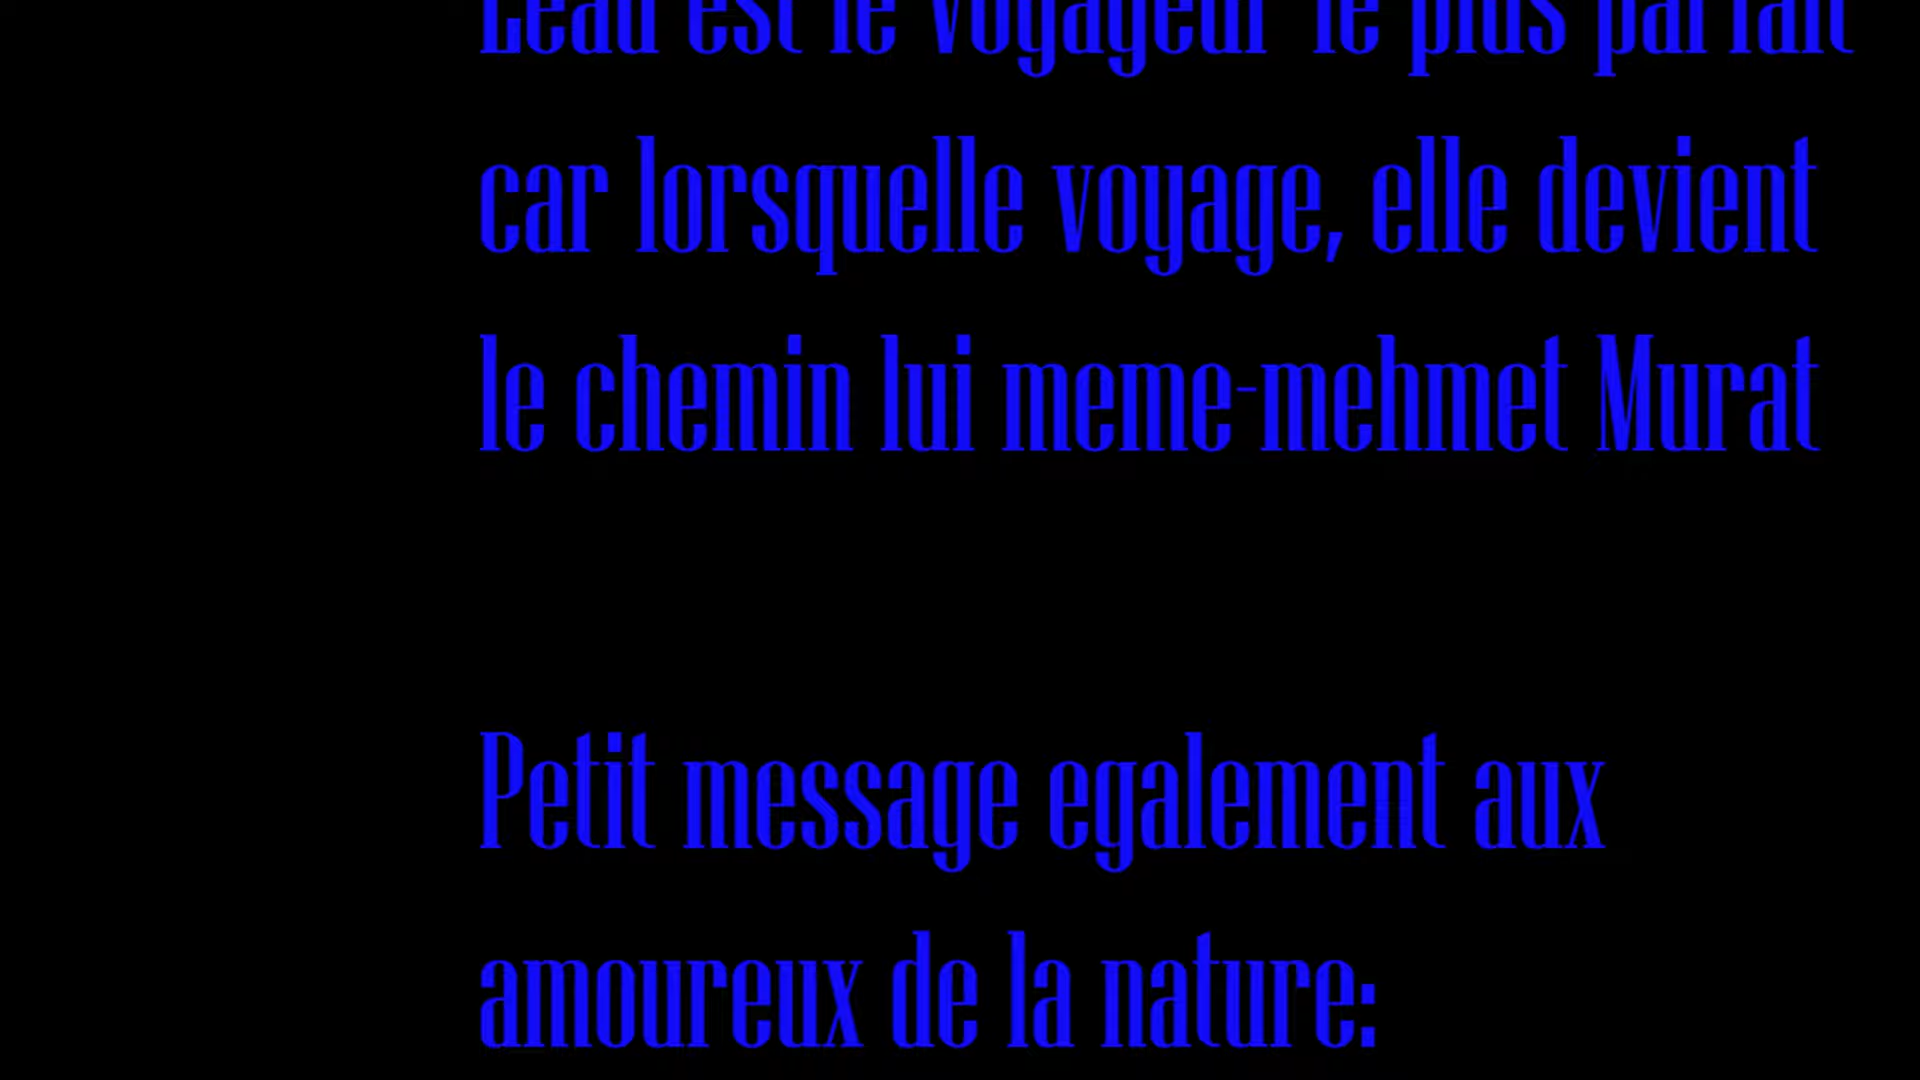 Leau est le voyageur le plus parfait
car lorsquelle voyage, elle devient
le chemin lui meme-mehmet Murat
Petit message egalement aux
amoureux de la nature: